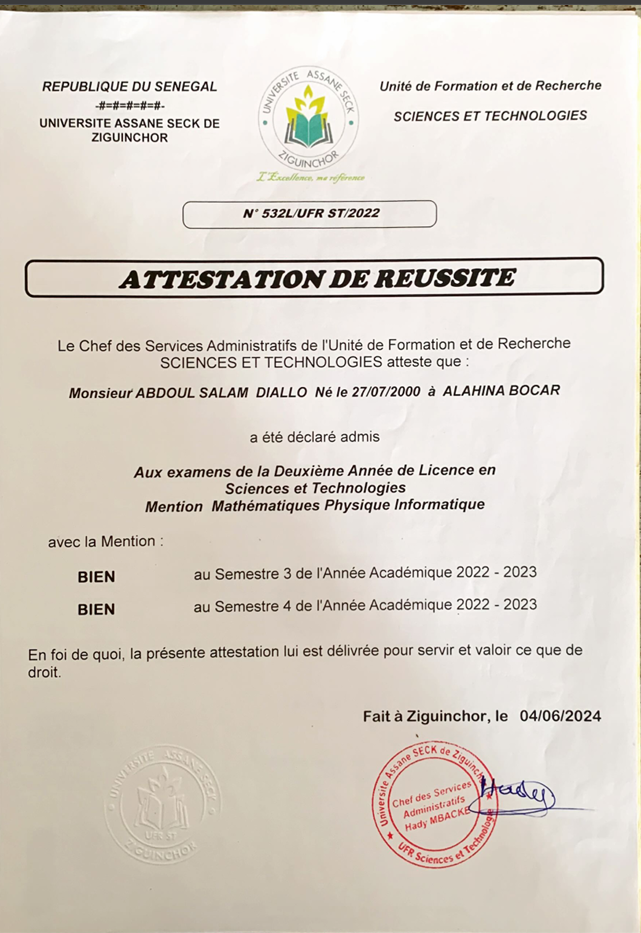 REPUBLIQUE DU SENEGAL
-#=#=#=#=#-
UNIVERSITE ASSANE SECK DE
ZIGUINCHOR
UNIVERSITE ASSANE SECK
ZIGUINCHOR
L'Excellence, ma référence
Unité de Formation et de Recherche
SCIENCES ET TECHNOLOGIES
N° 532L/UFR ST/2022
ATTESTATION DE REUSSITE
Le Chef des Services Administratifs de l'Unité de Formation et de Recherche
SCIENCES ET TECHNOLOGIES atteste que :
Monsieur ABDOUL SALAM DIALLO Né le 27/07/2000 à ALAHINA BOCAR
a été déclaré admis
Aux examens de la Deuxième Année de Licence en
Sciences et Technologies
Mention Mathématiques Physique Informatique
avec la Mention :
BIEN au Semestre 3 de l'Année Académique 2022 - 2023
BIEN au Semestre 4 de l'Année Académique 2022 - 2023
En foi de quoi, la présente attestation lui est délivrée pour servir et valoir ce que de
droit.
Fait à Ziguinchor, le 04/06/2024
UNIVERSITE ASSANE SECK
UFR ST
ZIGUINCHOR
Université Assane SECK de Ziguinch
Chef des Services
Administratifs
Hady MBACKE
UFR Sciences et Technologie
Hady